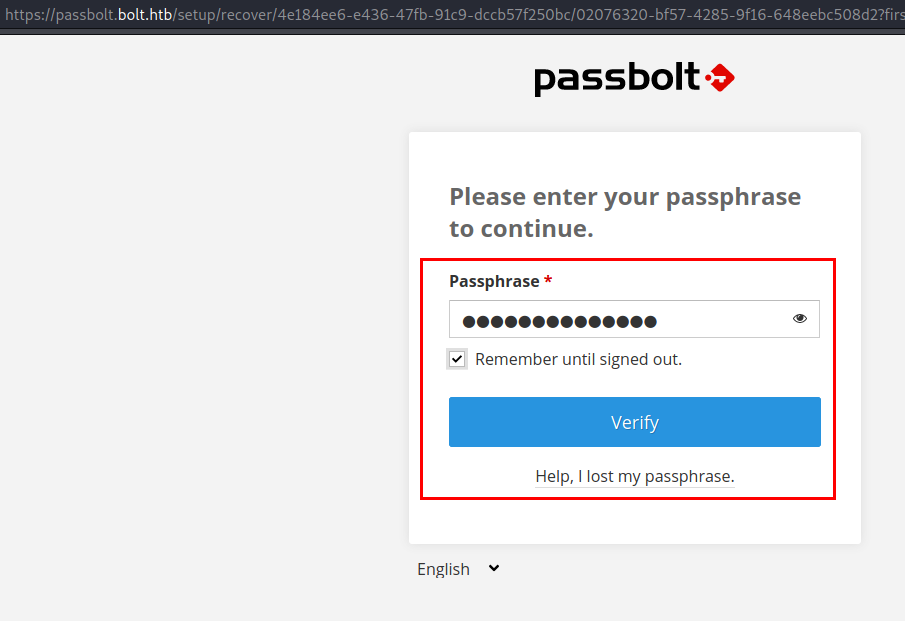 https://passbolt.bolt.htb/setup/recover/4e184ee6-e436-47fb-91c9-dccb57f250bc/02076320-bf57-4285-9f16-648eebc508d2?firs
passbolt
Please enter your passphrase
to continue.
Passphrase *
●●●●●●●●●●●●●●
Remember until signed out.
Verify
Help, I lost my passphrase.
English